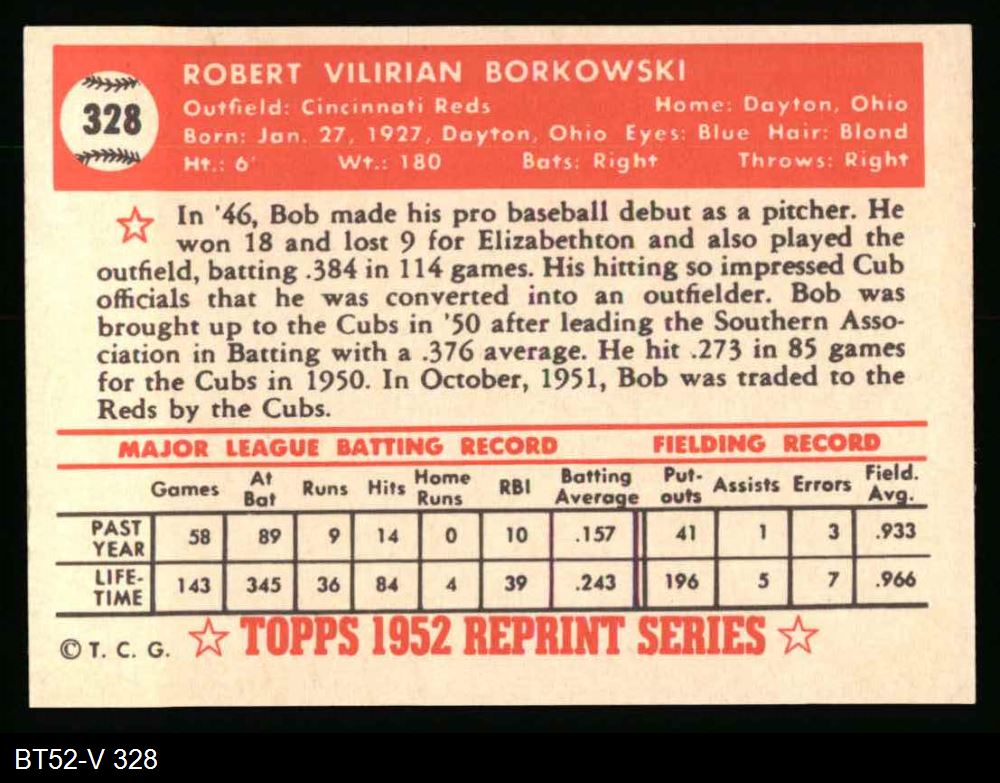 328
ROBERT VILIRIAN BORKOWSKI
Outfield: Cincinnati Reds Home: Dayton, Ohio
Born: Jan. 27, 1927, Dayton, Ohio Eyes: Blue Hair: Blond
Ht.: 6' Wt.: 180 Bats: Right Throws: Right
In '46, Bob made his pro baseball debut as a pitcher. He
won 18 and lost 9 for Elizabethton and also played the
outfield, batting .384 in 114 games. His hitting so impressed Cub
officials that he was converted into an outfielder. Bob was
brought up to the Cubs in '50 after leading the Southern Asso-
ciation in Batting with a .376 average. He hit .273 in 85 games
for the Cubs in 1950. In October, 1951, Bob was traded to the
Reds by the Cubs.
MAJOR LEAGUE BATTING RECORD FIELDING RECORD
Games At Bat Runs Hits Home Runs RBI Batting Average Put-outs Assists Errors Field. Avg.
PAST YEAR 58 89 9 14 0 10 .157 41 1 3 .933
LIFE-TIME 143 345 36 84 4 39 .243 196 5 7 .966
© T. C. G. TOPPS 1952 REPRINT SERIES
BT52-V 328